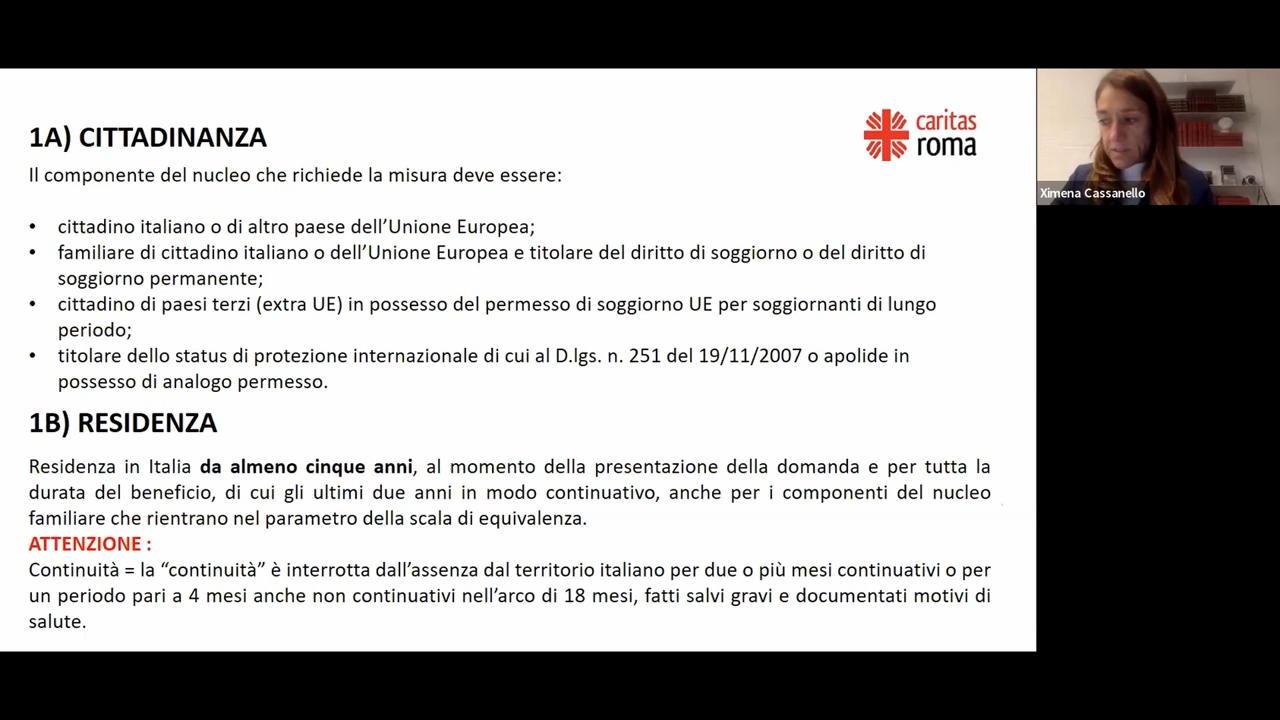 1A) CITTADINANZA
caritas
roma
Il componente del nucleo che richiede la misura deve essere:
• cittadino italiano o di altro paese dell’Unione Europea;
• familiare di cittadino italiano o dell’Unione Europea e titolare del diritto di soggiorno o del diritto di
soggiorno permanente;
• cittadino di paesi terzi (extra UE) in possesso del permesso di soggiorno UE per soggiornanti di lungo
periodo;
• titolare dello status di protezione internazionale di cui al D.lgs. n. 251 del 19/11/2007 o apolide in
possesso di analogo permesso.
1B) RESIDENZA
Residenza in Italia da almeno cinque anni, al momento della presentazione della domanda e per tutta la
durata del beneficio, di cui gli ultimi due anni in modo continuativo, anche per i componenti del nucleo
familiare che rientrano nel parametro della scala di equivalenza.
ATTENZIONE :
Continuità = la “continuità” è interrotta dall’assenza dal territorio italiano per due o più mesi continuativi o per
un periodo pari a 4 mesi anche non continuativi nell’arco di 18 mesi, fatti salvi gravi e documentati motivi di
salute.
Ximena Cassanello